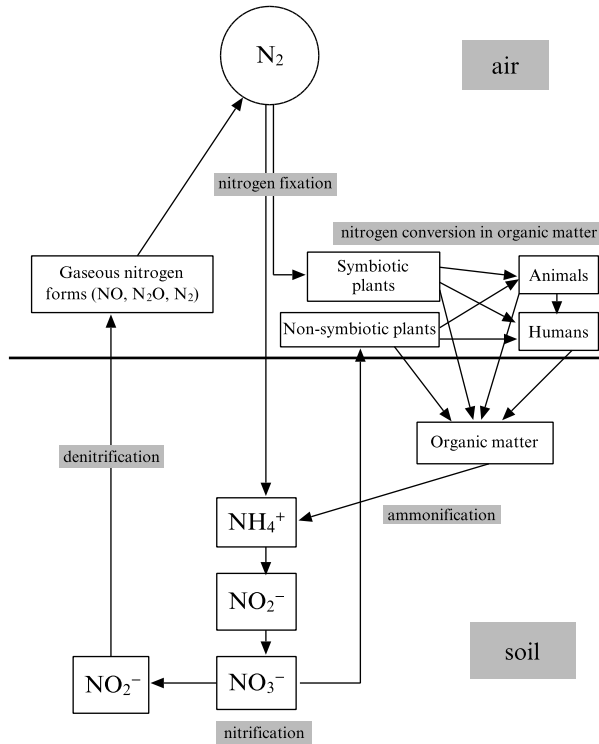 N₂
air
nitrogen fixation
nitrogen conversion in organic matter
Gaseous nitrogen
forms (NO, N₂O, N₂)
Symbiotic
plants
Animals
Non-symbiotic plants
Humans
Organic matter
denitrification
ammonification
NH₄⁺
NO₂⁻
soil
NO₂⁻
NO₃⁻
nitrification